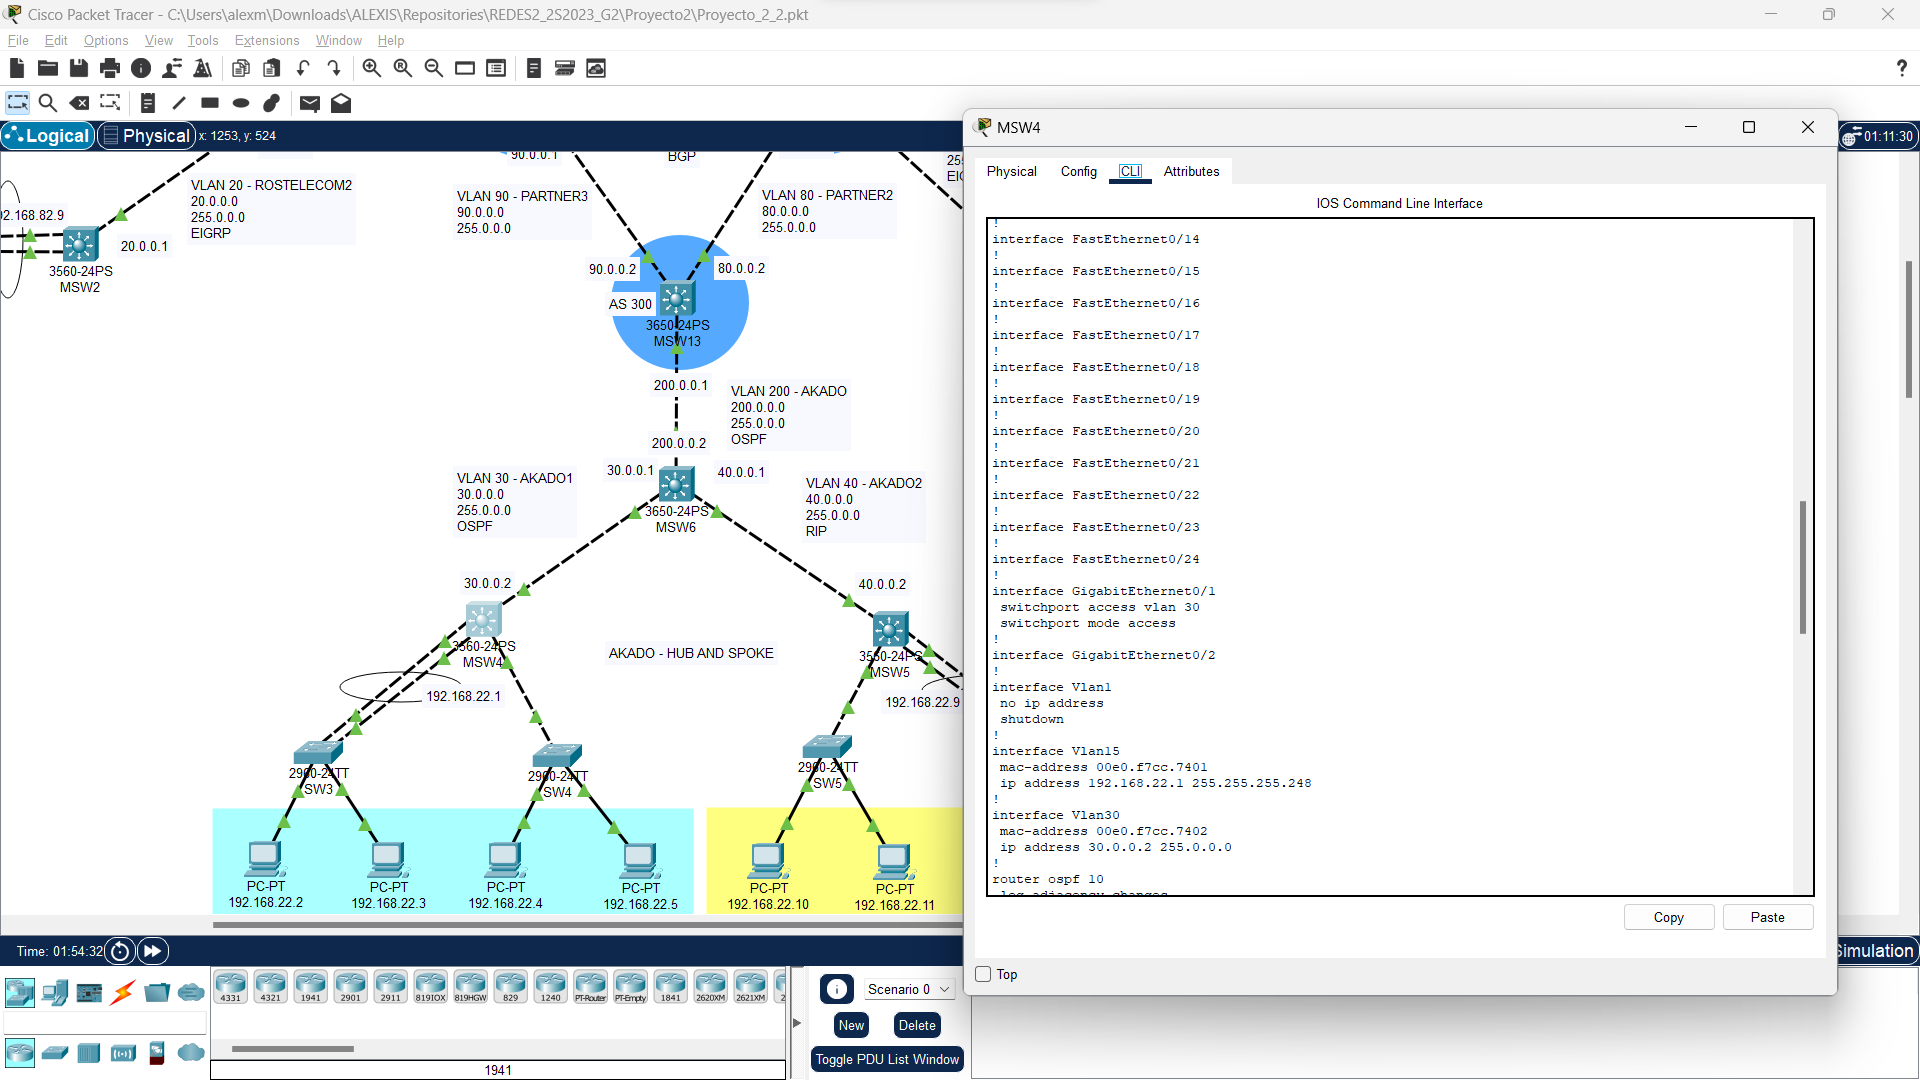 Cisco Packet Tracer - C:\Users\alexm\Downloads\ALEXIS\Repositories\REDES2_2S2023_G2\Proyecto2\Proyecto_2_2.pkt
File Edit Options View Tools Extensions Window Help
?
Logical Physical x: 1253, y: 524
01:11:30
90.0.0.1
BGP
VLAN 20 - ROSTELECOM2
20.0.0.0
255.0.0.0
EIGRP
20.0.0.1
3560-24PS
MSW2
VLAN 90 - PARTNER3
90.0.0.0
255.0.0.0
VLAN 80 - PARTNER2
80.0.0.0
255.0.0.0
90.0.0.2
80.0.0.2
AS 300
3650-24PS
MSW13
200.0.0.1
VLAN 200 - AKADO
200.0.0.0
255.0.0.0
OSPF
200.0.0.2
30.0.0.1
40.0.0.1
3650-24PS
MSW6
VLAN 30 - AKADO1
30.0.0.0
255.0.0.0
OSPF
VLAN 40 - AKADO2
40.0.0.0
255.0.0.0
RIP
30.0.0.2
40.0.0.2
3560-24PS
MSW4
AKADO - HUB AND SPOKE
3560-24PS
MSW5
192.168.22.1
192.168.22.9
2960-24TT
SW3
2960-24TT
SW4
2960-24TT
SW5
PC-PT
192.168.22.2
PC-PT
192.168.22.3
PC-PT
192.168.22.4
PC-PT
192.168.22.5
PC-PT
192.168.22.10
PC-PT
192.168.22.11
MSW4
Physical Config CLI Attributes
IOS Command Line Interface
!
interface FastEthernet0/14
!
interface FastEthernet0/15
!
interface FastEthernet0/16
!
interface FastEthernet0/17
!
interface FastEthernet0/18
!
interface FastEthernet0/19
!
interface FastEthernet0/20
!
interface FastEthernet0/21
!
interface FastEthernet0/22
!
interface FastEthernet0/23
!
interface FastEthernet0/24
!
interface GigabitEthernet0/1
switchport access vlan 30
switchport mode access
!
interface GigabitEthernet0/2
!
interface Vlan1
no ip address
shutdown
!
interface Vlan15
mac-address 00e0.f7cc.7401
ip address 192.168.22.1 255.255.255.248
!
interface Vlan30
mac-address 00e0.f7cc.7402
ip address 30.0.0.2 255.0.0.0
!
router ospf 10
log-adjacency-changes
Copy Paste
Top
Time: 01:54:32
Simulation
4331 4321 1941 2901 2911 819IOX 819HGW 829 1240 PT-Router PT-Empty 1841 2620XM 2621XM
1941
Scenario 0
New Delete
Toggle PDU List Window